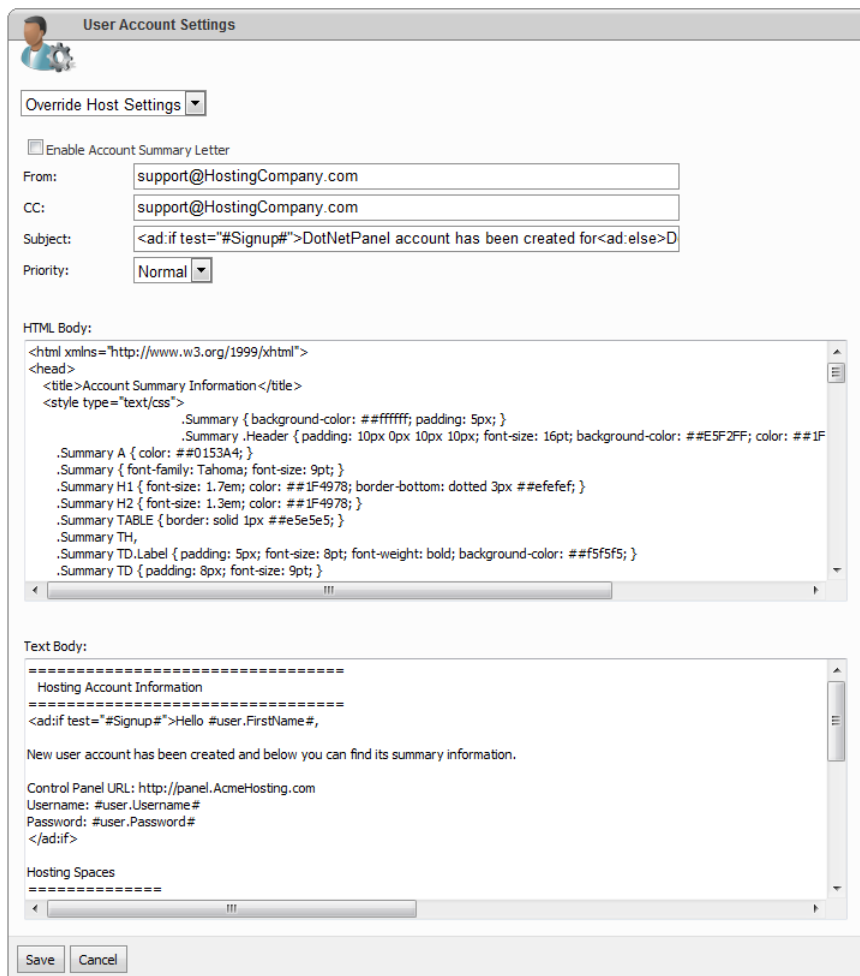 User Account Settings
Override Host Settings
Enable Account Summary Letter
From: support@HostingCompany.com
CC: support@HostingCompany.com
Subject: <ad:if test="#Signup#">DotNetPanel account has been created for<ad:else>D
Priority: Normal
HTML Body:
<html xmlns="http://www.w3.org/1999/xhtml">
<head>
<title>Account Summary Information</title>
<style type="text/css">
.Summary { background-color: ##ffffff; padding: 5px; }
.Summary .Header { padding: 10px 0px 10px 10px; font-size: 16pt; background-color: ##E5F2FF; color: ##1F
.Summary A { color: ##0153A4; }
.Summary { font-family: Tahoma; font-size: 9pt; }
.Summary H1 { font-size: 1.7em; color: ##1F4978; border-bottom: dotted 3px ##efefef; }
.Summary H2 { font-size: 1.3em; color: ##1F4978; }
.Summary TABLE { border: solid 1px ##e5e5e5; }
.Summary TH,
.Summary TD.Label { padding: 5px; font-size: 8pt; font-weight: bold; background-color: ##f5f5f5; }
.Summary TD { padding: 8px; font-size: 9pt; }
Text Body:
=================================
Hosting Account Information
=================================
<ad:if test="#Signup#">Hello #user.FirstName#,
New user account has been created and below you can find its summary information.
Control Panel URL: http://panel.AcmeHosting.com
Username: #user.Username#
Password: #user.Password#
</ad:if>
Hosting Spaces
==============
Save Cancel